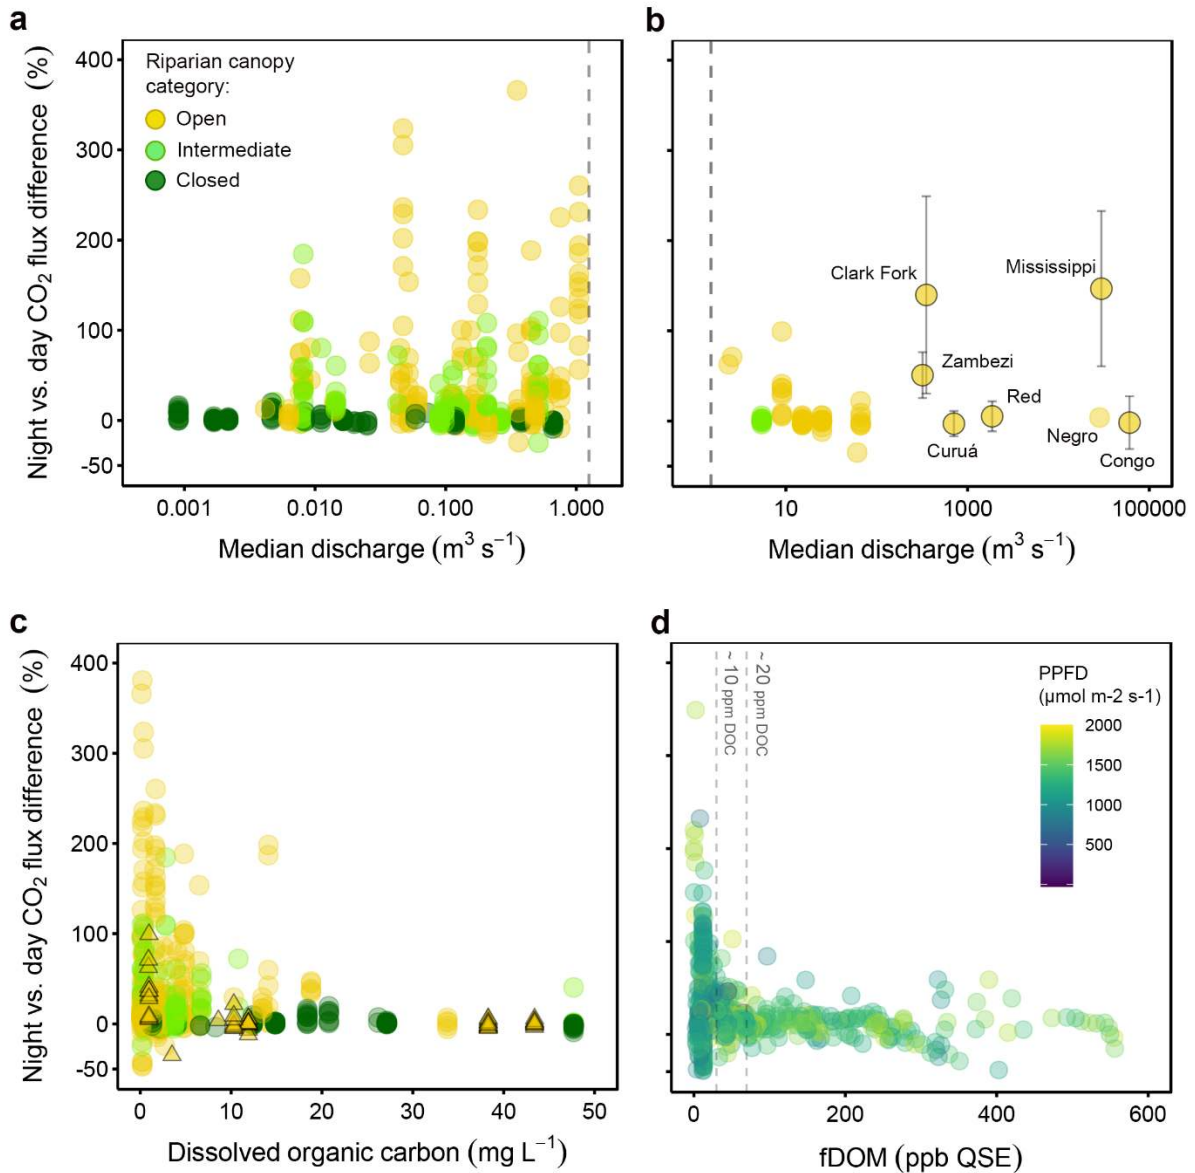 a
Night vs. day CO₂ flux difference (%)
400
300
200
100
0
-50
Riparian canopy
category:
Open
Intermediate
Closed
0.001
0.010
0.100
1.000
Median discharge (m³ s⁻¹)
b
Clark Fork
Mississippi
Zambezi
Red
Curuá
Negro
Congo
10
1000
100000
Median discharge (m³ s⁻¹)
c
Night vs. day CO₂ flux difference (%)
400
300
200
100
0
-50
0
10
20
30
40
50
Dissolved organic carbon (mg L⁻¹)
d
~ 10 ppm DOC
~ 20 ppm DOC
PPFD
(μmol m-2 s-1)
2000
1500
1000
500
0
200
400
600
fDOM (ppb QSE)